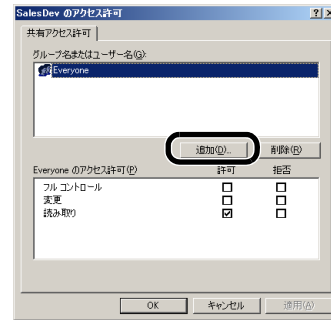 SalesDev のアクセス許可
共有アクセス許可
グループ名またはユーザー名(G):
Everyone
追加(D)...
削除(R)
Everyone のアクセス許可(P) 許可 拒否
フル コントロール
変更
読み取り
OK キャンセル 適用(A)